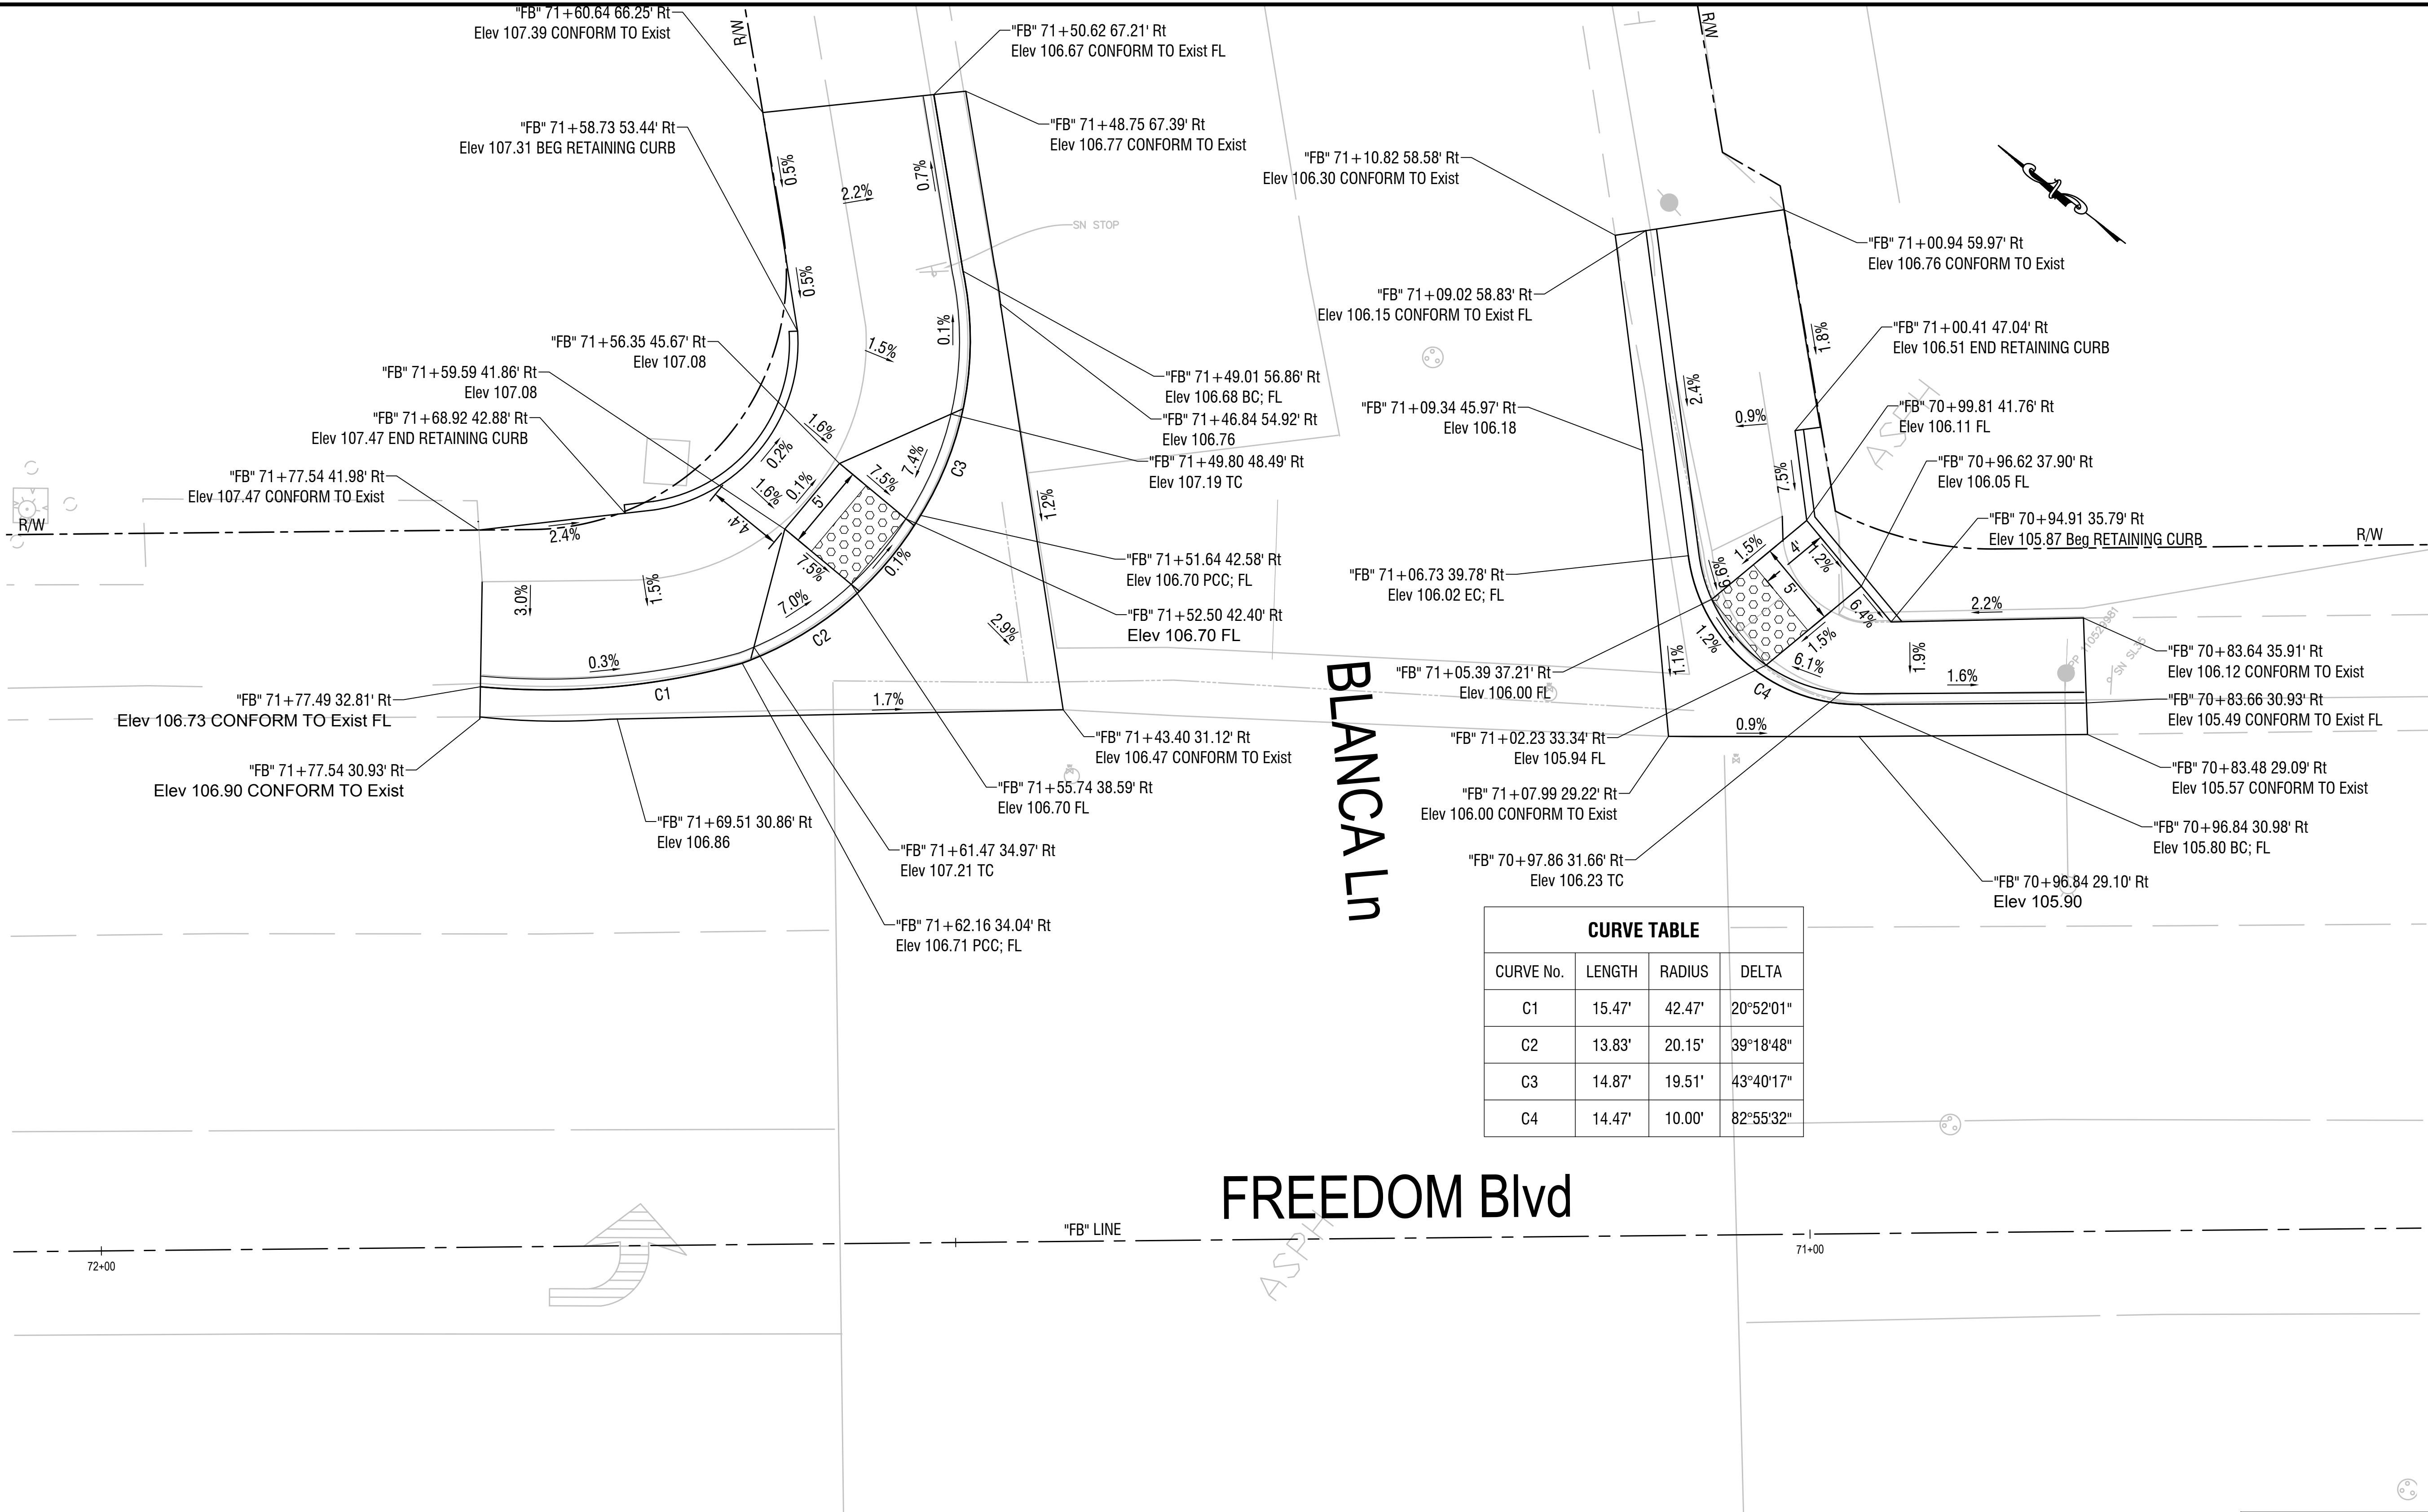 "FB" 71+60.64 66.25' Rt
Elev 107.39 CONFORM TO Exist
R/W
"FB" 71+50.62 67.21' Rt
Elev 106.67 CONFORM TO Exist FL
R/W
"FB" 71+58.73 53.44' Rt
Elev 107.31 BEG RETAINING CURB
"FB" 71+48.75 67.39' Rt
Elev 106.77 CONFORM TO Exist
"FB" 71+10.82 58.58' Rt
Elev 106.30 CONFORM TO Exist
0.5%
2.2%
0.7%
SN STOP
"FB" 71+00.94 59.97' Rt
Elev 106.76 CONFORM TO Exist
0.5%
"FB" 71+09.02 58.83' Rt
Elev 106.15 CONFORM TO Exist FL
0.1%
1.5%
1.8%
"FB" 71+00.41 47.04' Rt
Elev 106.51 END RETAINING CURB
"FB" 71+56.35 45.67' Rt
Elev 107.08
"FB" 71+59.59 41.86' Rt
Elev 107.08
"FB" 71+49.01 56.86' Rt
Elev 106.68 BC; FL
"FB" 71+68.92 42.88' Rt
Elev 107.47 END RETAINING CURB
"FB" 71+46.84 54.92' Rt
Elev 106.76
2.4%
0.9%
ASPH
"FB" 71+09.34 45.97' Rt
Elev 106.18
"FB" 70+99.81 41.76' Rt
Elev 106.11 FL
"FB" 71+77.54 41.98' Rt
Elev 107.47 CONFORM TO Exist
1.6%
0.2%
7.4%
C3
7.5%
0.1%
1.6%
5'
"FB" 71+49.80 48.49' Rt
Elev 107.19 TC
7.5%
"FB" 70+96.62 37.90' Rt
Elev 106.05 FL
1.2%
R/W
2.4%
4.4'
"FB" 70+94.91 35.79' Rt
Elev 105.87 Beg RETAINING CURB
R/W
"FB" 71+51.64 42.58' Rt
Elev 106.70 PCC; FL
7.5%
0.1%
1.5%
4'
1.2%
6.6%
"FB" 71+06.73 39.78' Rt
Elev 106.02 EC; FL
1.5%
3.0%
7.0%
5'
6.4%
2.2%
"FB" 71+52.50 42.40' Rt
Elev 106.70 FL
2.9%
C2
1.2%
1.5%
6.1%
1.9%
1.6%
PP 110529981
SN SL35
0.3%
C1
1.1%
"FB" 70+83.64 35.91' Rt
Elev 106.12 CONFORM TO Exist
"FB" 71+05.39 37.21' Rt
Elev 106.00 FL
C4
"FB" 71+77.49 32.81' Rt
Elev 106.73 CONFORM TO Exist FL
1.7%
"FB" 70+83.66 30.93' Rt
Elev 105.49 CONFORM TO Exist FL
0.9%
"FB" 71+43.40 31.12' Rt
Elev 106.47 CONFORM TO Exist
"FB" 71+02.23 33.34' Rt
Elev 105.94 FL
"FB" 71+77.54 30.93' Rt
Elev 106.90 CONFORM TO Exist
"FB" 70+83.48 29.09' Rt
Elev 105.57 CONFORM TO Exist
"FB" 71+55.74 38.59' Rt
Elev 106.70 FL
"FB" 71+07.99 29.22' Rt
Elev 106.00 CONFORM TO Exist
BLANCA Ln
"FB" 71+69.51 30.86' Rt
Elev 106.86
"FB" 70+96.84 30.98' Rt
Elev 105.80 BC; FL
"FB" 71+61.47 34.97' Rt
Elev 107.21 TC
"FB" 70+97.86 31.66' Rt
Elev 106.23 TC
"FB" 70+96.84 29.10' Rt
Elev 105.90
"FB" 71+62.16 34.04' Rt
Elev 106.71 PCC; FL
CURVE TABLE
CURVE No. LENGTH RADIUS DELTA
C1 15.47' 42.47' 20°52'01"
C2 13.83' 20.15' 39°18'48"
C3 14.87' 19.51' 43°40'17"
C4 14.47' 10.00' 82°55'32"
FREEDOM Blvd
"FB" LINE
ASPH
72+00
71+00